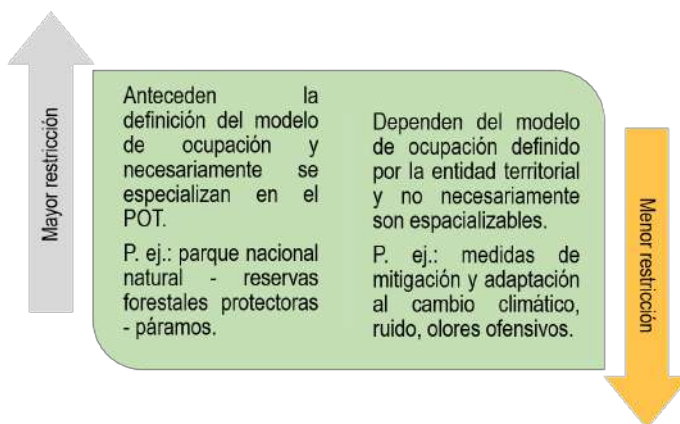 Mayor restricción
Anteceden la
definición del modelo
de ocupación y
necesariamente se
especializan en el
POT.
P. ej.: parque nacional
natural - reservas
forestales protectoras
- páramos.
Dependen del modelo
de ocupación definido
por la entidad territorial
y no necesariamente
son espacializables.
P. ej.: medidas de
mitigación y adaptación
al cambio climático,
ruido, olores ofensivos.
Menor restricción